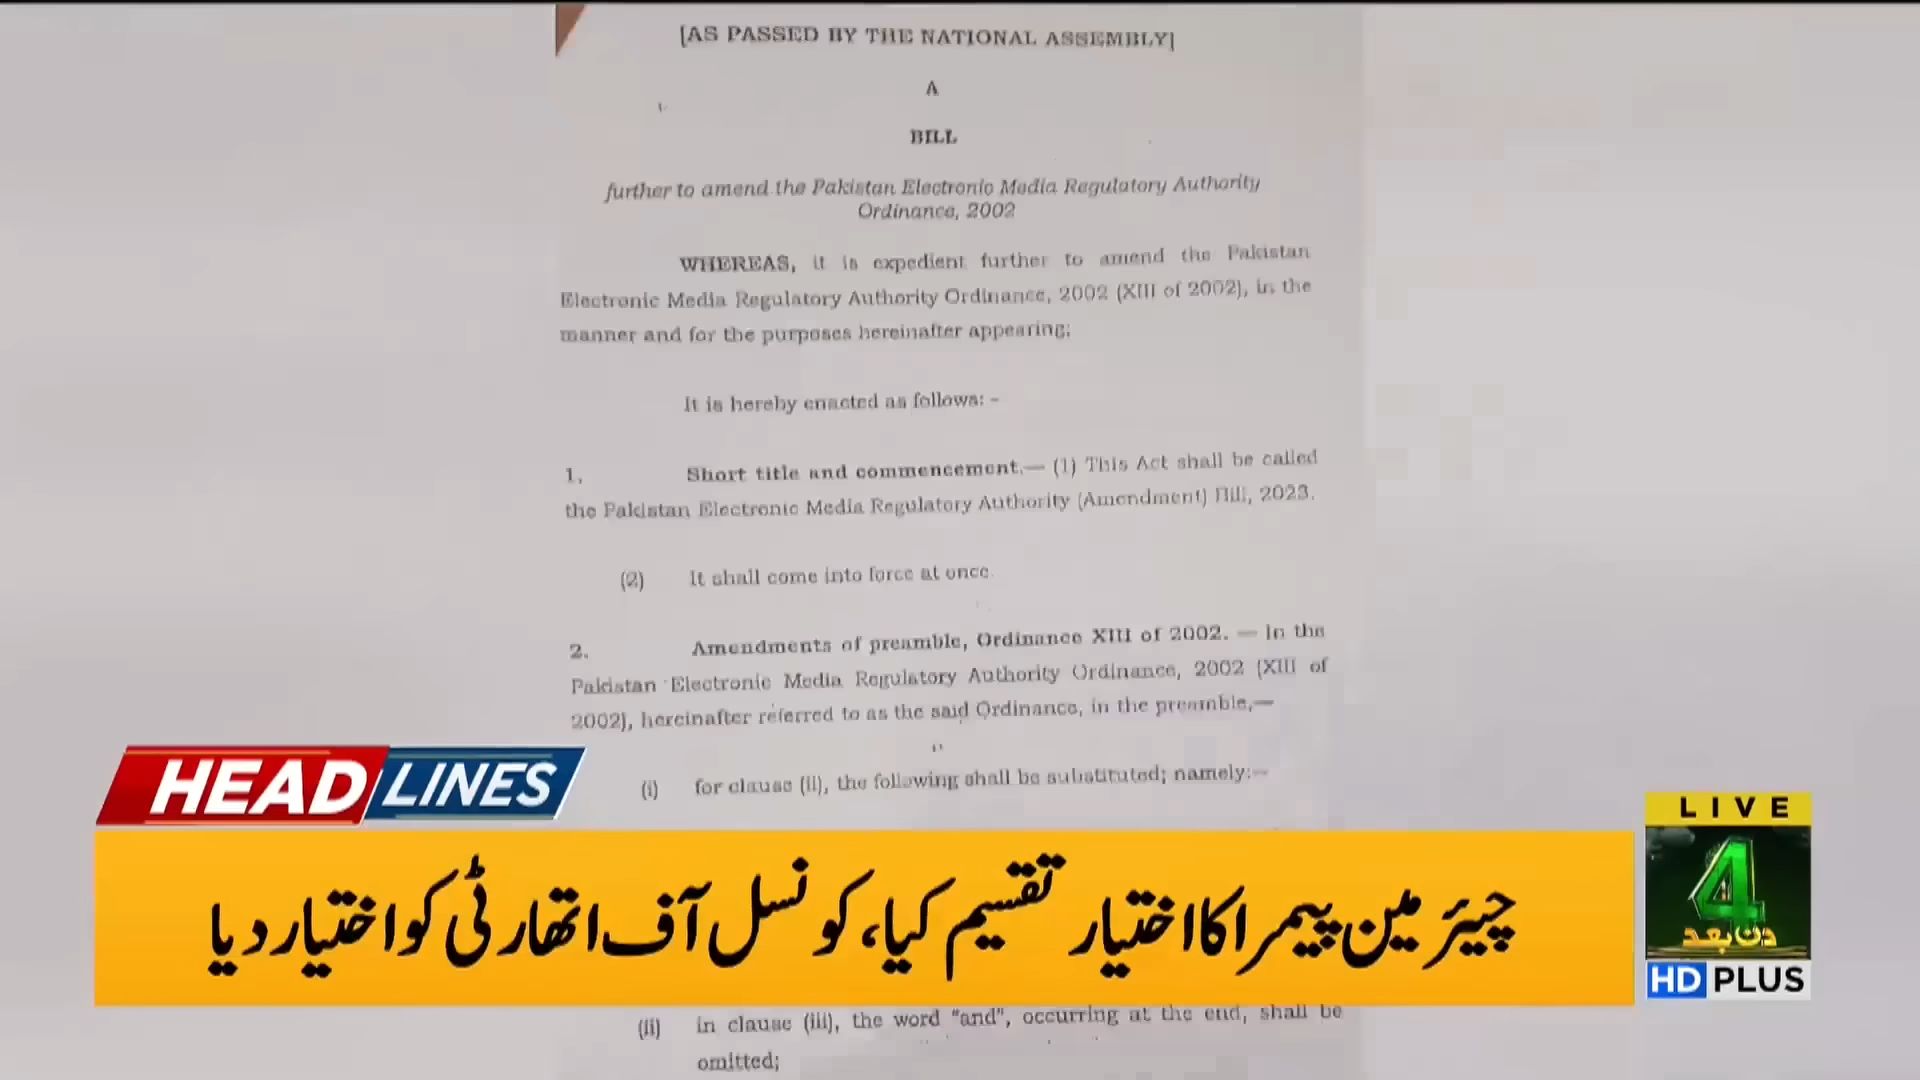 [AS PASSED BY THE NATIONAL ASSEMBLY]
A
BILL
further to amend the Pakistan Electronic Media Regulatory Authority
Ordinance, 2002
WHEREAS, it is expedient further to amend the Pakistan
Electronic Media Regulatory Authority Ordinance, 2002 (XIII of 2002), in the
manner and for the purposes hereinafter appearing;
It is hereby enacted as follows: -
1. Short title and commencement.— (1) This Act shall be called
the Pakistan Electronic Media Regulatory Authority (Amendment) Bill, 2023.
(2) It shall come into force at once.
2. Amendments of preamble, Ordinance XIII of 2002. — In the
Pakistan Electronic Media Regulatory Authority Ordinance, 2002 (XIII of
2002), hereinafter referred to as the said Ordinance, in the preamble,—
(i) for clause (ii), the following shall be substituted; namely:—
HEADLINES
چیئرمین پیمرا کا اختیار تقسیم کیا، کونسل آف اتھارٹی کو اختیار دیا
LIVE
4
دن بعد
HD PLUS
(ii) in clause (iii), the word "and", occurring at the end, shall be
omitted;